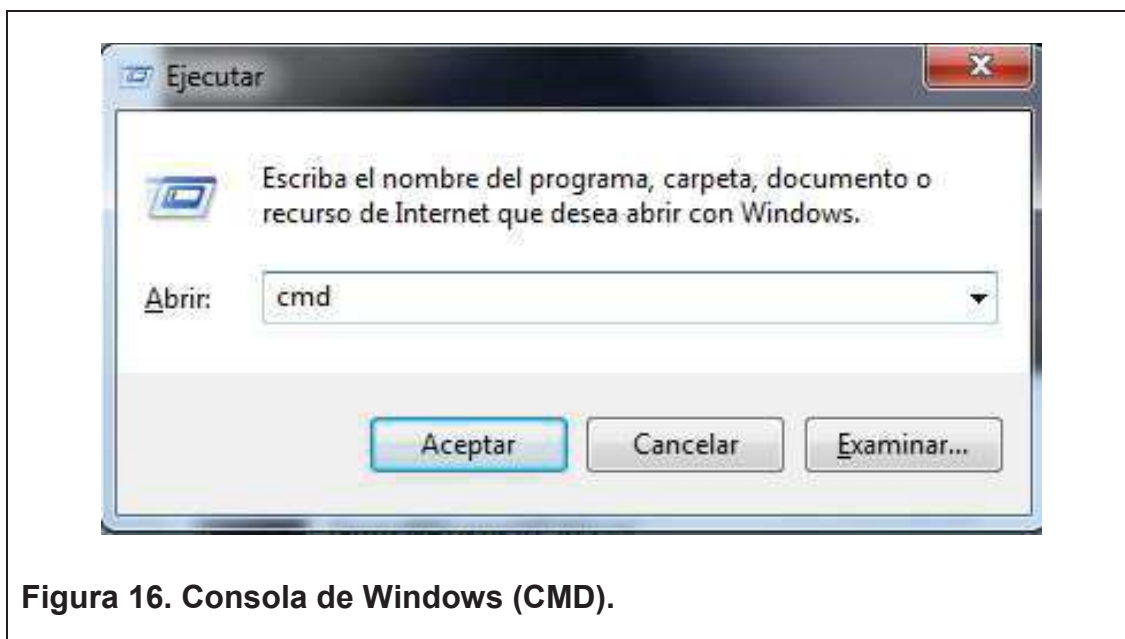 Ejecutar
Escriba el nombre del programa, carpeta, documento o
recurso de Internet que desea abrir con Windows.
Abrir:
cmd
Aceptar
Cancelar
Examinar...
Figura 16. Consola de Windows (CMD).